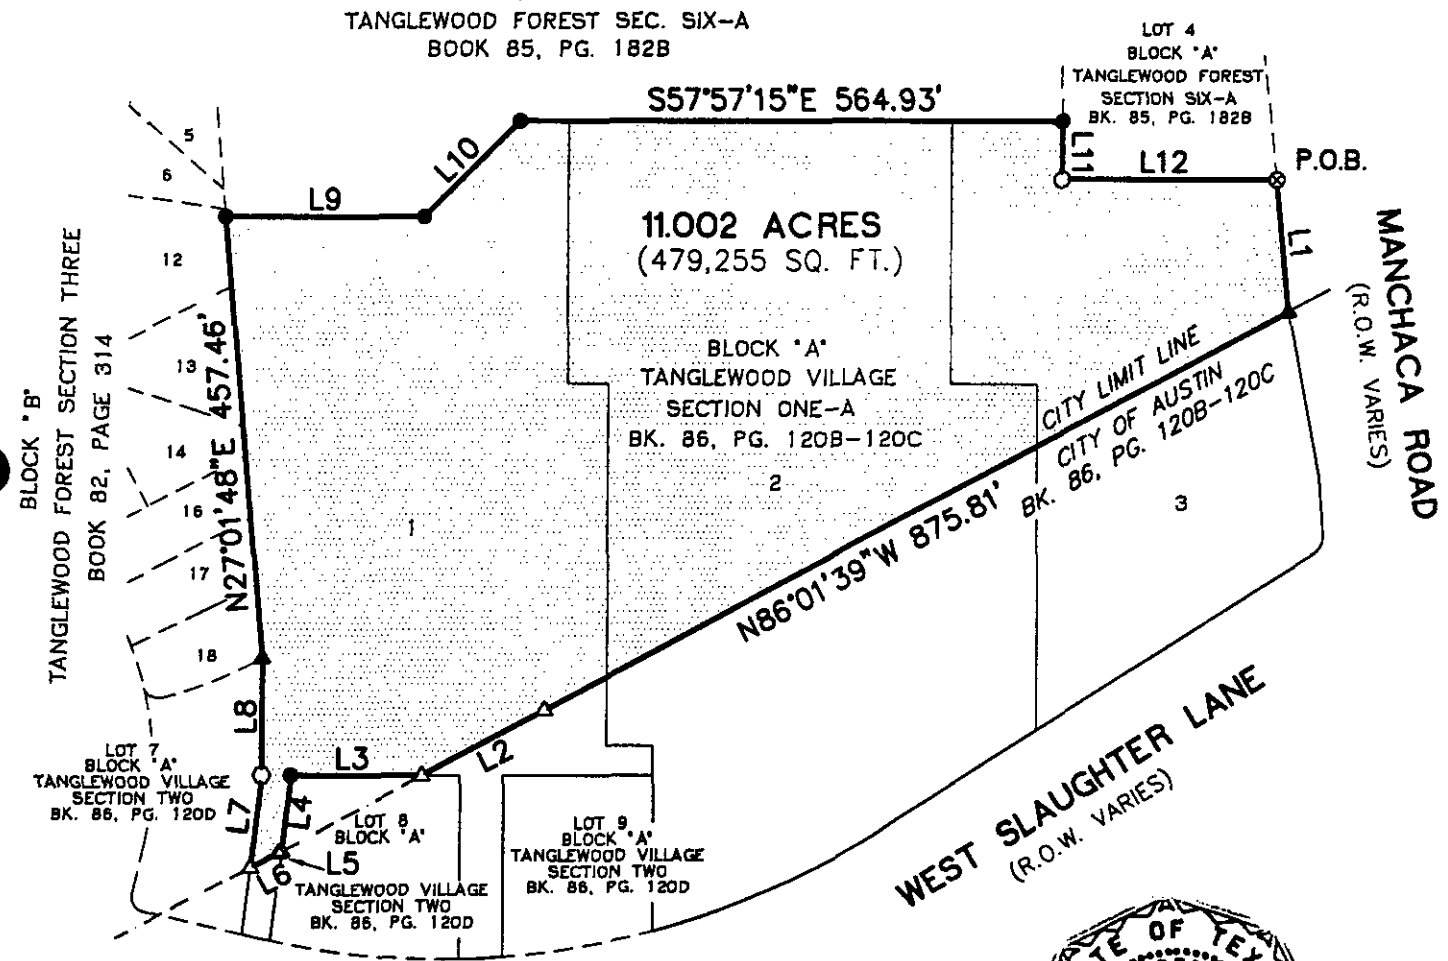 TANGLEWOOD FOREST SEC. SIX-A
BOOK 85, PG. 182B
LOT 4
BLOCK "A"
TANGLEWOOD FOREST
SECTION SIX-A
BK. 85, PG. 182B
S57°57'15"E 564.93'
L11
L12
P.O.B.
L10
L9
L1
5
6
12
13
14
16
17
18
11.002 ACRES
(479,255 SQ. FT.)
MANCHACA ROAD
(R.O.W. VARIES)
BLOCK "B"
TANGLEWOOD FOREST SECTION THREE
BOOK 82, PAGE 314
N27°01'48"E 457.46'
BLOCK "A"
TANGLEWOOD VILLAGE
SECTION ONE-A
BK. 86, PG. 120B-120C
CITY LIMIT LINE
CITY OF AUSTIN
BK. 86, PG. 120B-120C
1
2
3
N86°01'39"W 875.81'
L8
L3
L2
LOT 7
BLOCK "A"
TANGLEWOOD VILLAGE
SECTION TWO
BK. 86, PG. 120D
L7
L4
LOT 8
BLOCK "A"
L5
L6
TANGLEWOOD VILLAGE
SECTION TWO
BK. 86, PG. 120D
LOT 9
BLOCK "A"
TANGLEWOOD VILLAGE
SECTION TWO
BK. 86, PG. 120D
WEST SLAUGHTER LANE
(R.O.W. VARIES)
OF